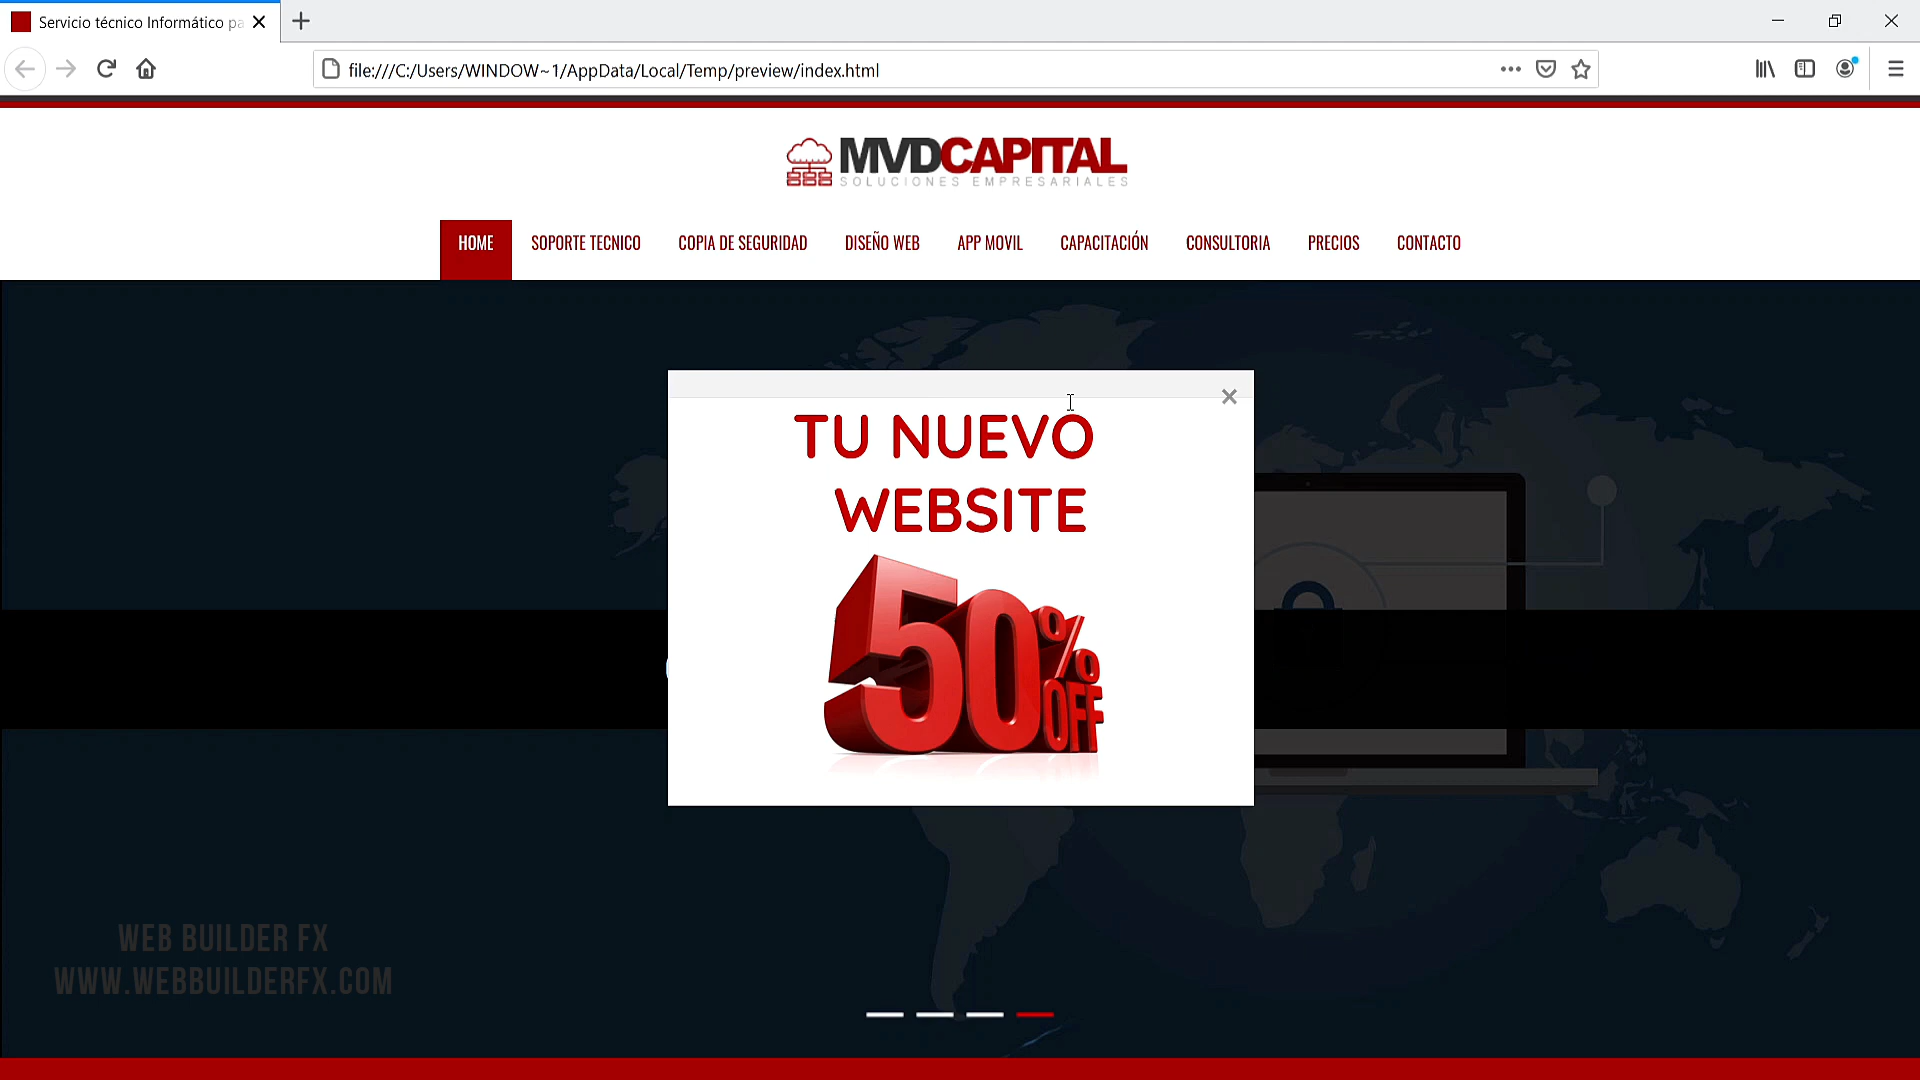 Servicio técnico Informático pa
file:///C:/Users/WINDOW~1/AppData/Local/Temp/preview/index.html
MVDCAPITAL
SOLUCIONES EMPRESARIALES
HOME SOPORTE TECNICO COPIA DE SEGURIDAD DISEÑO WEB APP MOVIL CAPACITACIÓN CONSULTORIA PRECIOS CONTACTO
TU NUEVO
WEBSITE
50% OFF
WEB BUILDER FX
WWW.WEBBUILDERFX.COM